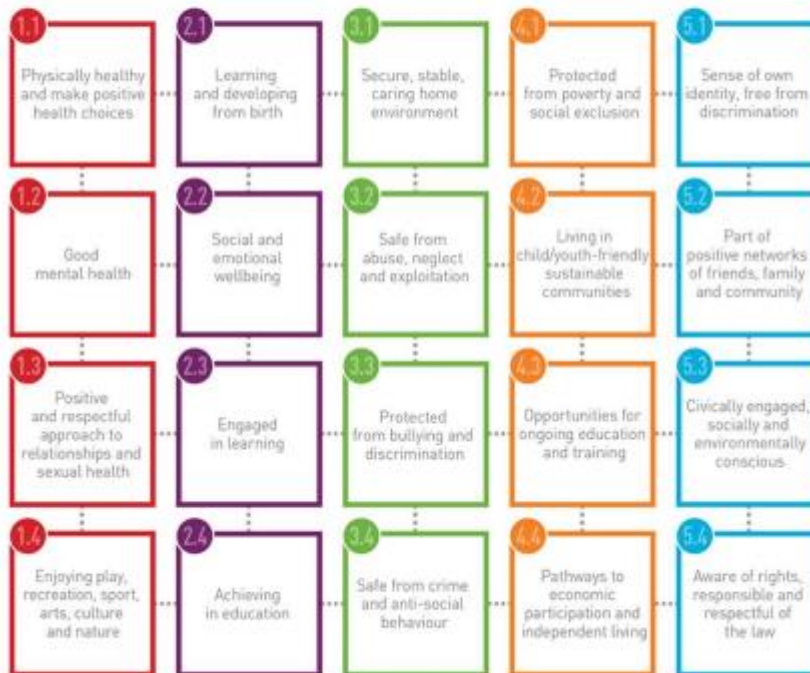 1.1
Physically healthy
and make positive
health choices
2.1
Learning
and developing
from birth
3.1
Secure, stable,
caring home
environment
4.1
Protected
from poverty and
social exclusion
5.1
Sense of own
identity, free from
discrimination
1.2
Good
mental health
2.2
Social and
emotional
wellbeing
3.2
Safe from
abuse, neglect
and exploitation
4.2
Living in
child/youth-friendly
sustainable
communities
5.2
Part of
positive networks
of friends, family
and community
1.3
Positive
and respectful
approach to
relationships and
sexual health
2.3
Engaged
in learning
3.3
Protected
from bullying and
discrimination
4.3
Opportunities for
ongoing education
and training
5.3
Civically engaged,
socially and
environmentally
conscious
1.4
Enjoying play,
recreation, sport,
arts, culture
and nature
2.4
Achieving
in education
3.4
Safe from crime
and anti-social
behaviour
4.4
Pathways to
economic
participation and
independent living
5.4
Aware of rights,
responsible and
respectful of
the law